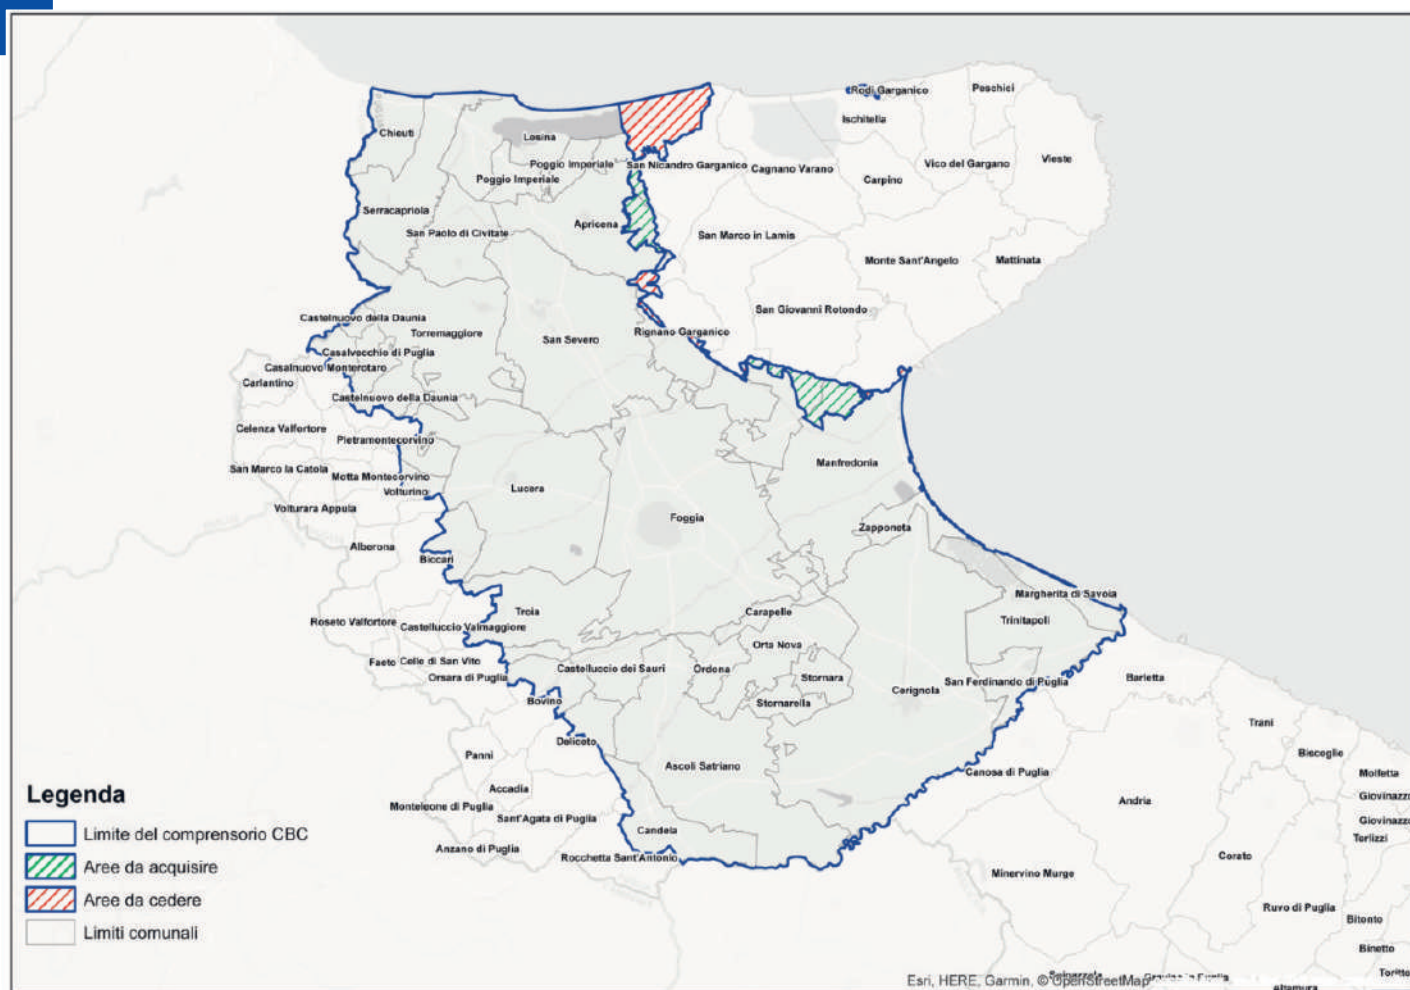 Rodi Garganico
Peschici
Chieuti
Lesina
Ischitella
Poggio Imperiale
San Nicandro Garganico
Cagnano Varano
Vico del Gargano
Vieste
Poggio Imperiale
Carpino
Serracapriola
San Paolo di Civitate
Apricena
San Marco in Lamis
Monte Sant'Angelo
Mattinata
San Giovanni Rotondo
Castelnuovo della Daunia
Torremaggiore
San Severo
Rignano Garganico
Casalvecchio di Puglia
Casalnuovo Monterotaro
Carlantino
Castelnuovo della Daunia
Celenza Valfortore
Pietramontecorvino
Manfredonia
San Marco la Catola
Motta Montecorvino
Volturino
Lucera
Volturara Appula
Foggia
Zapponeta
Alberona
Biccari
Margherita di Savoia
Troia
Carapelle
Trinitapoli
Roseto Valfortore
Castelluccio Valmaggiore
Orta Nova
Faeto
Celle di San Vito
Castelluccio dei Sauri
Ordona
Orsara di Puglia
Stornara
San Ferdinando di Puglia
Barletta
Cerignola
Bovino
Stornarella
Trani
Deliceto
Bisceglie
Panni
Ascoli Satriano
Canosa di Puglia
Molfetta
Accadia
Andria
Giovinazzo
Monteleone di Puglia
Sant'Agata di Puglia
Giovinazzo
Candela
Terlizzi
Anzano di Puglia
Rocchetta Sant'Antonio
Corato
Minervino Murge
Ruvo di Puglia
Bitonto
Binetto
Toritto
Spinazzola
Gravina in Puglia
Altamura
Legenda
Limite del comprensorio CBC
Aree da acquisire
Aree da cedere
Limiti comunali
Esri, HERE, Garmin, © OpenStreetMap